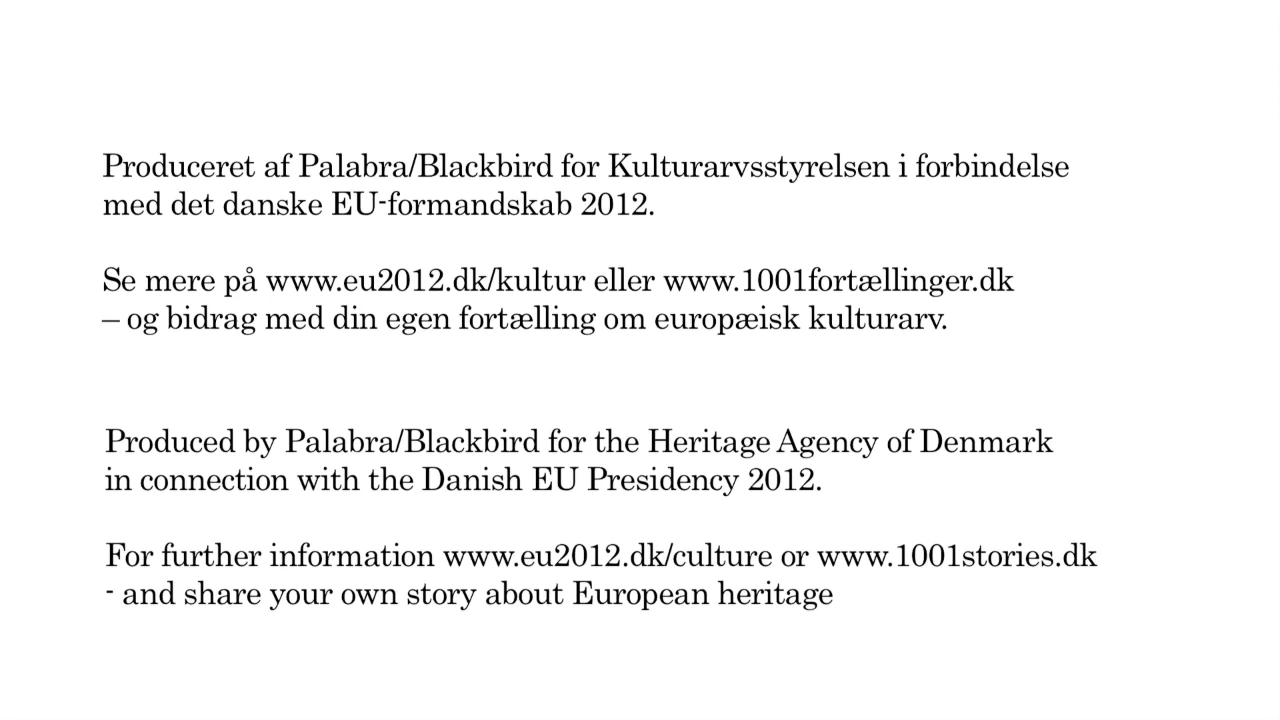 Produceret af Palabra/Blackbird for Kulturarvsstyrelsen i forbindelse
med det danske EU-formandskab 2012.
Se mere på www.eu2012.dk/kultur eller www.1001fortællinger.dk
– og bidrag med din egen fortælling om europæisk kulturarv.
Produced by Palabra/Blackbird for the Heritage Agency of Denmark
in connection with the Danish EU Presidency 2012.
For further information www.eu2012.dk/culture or www.1001stories.dk
- and share your own story about European heritage